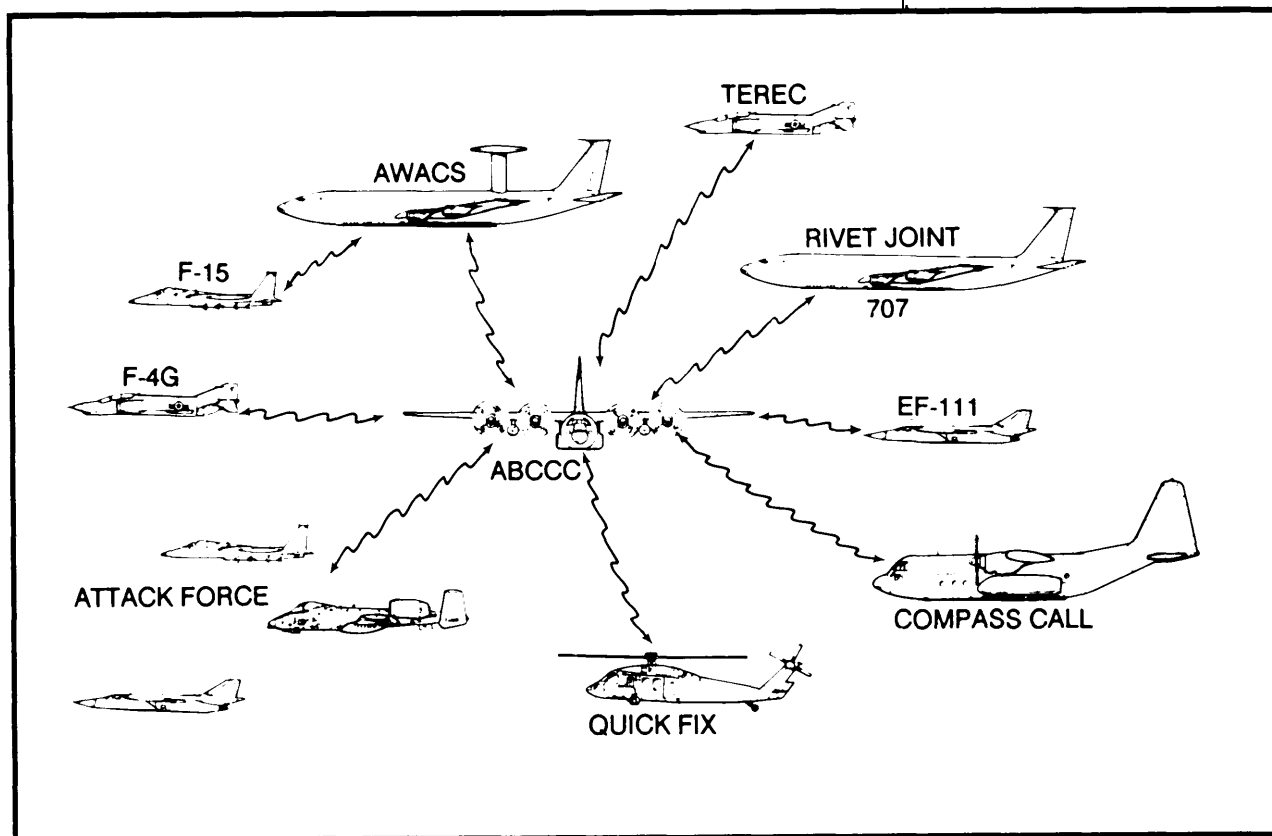 TEREC
AWACS
RIVET JOINT
F-15
707
F-4G
EF-111
ABCCC
ATTACK FORCE
COMPASS CALL
QUICK FIX